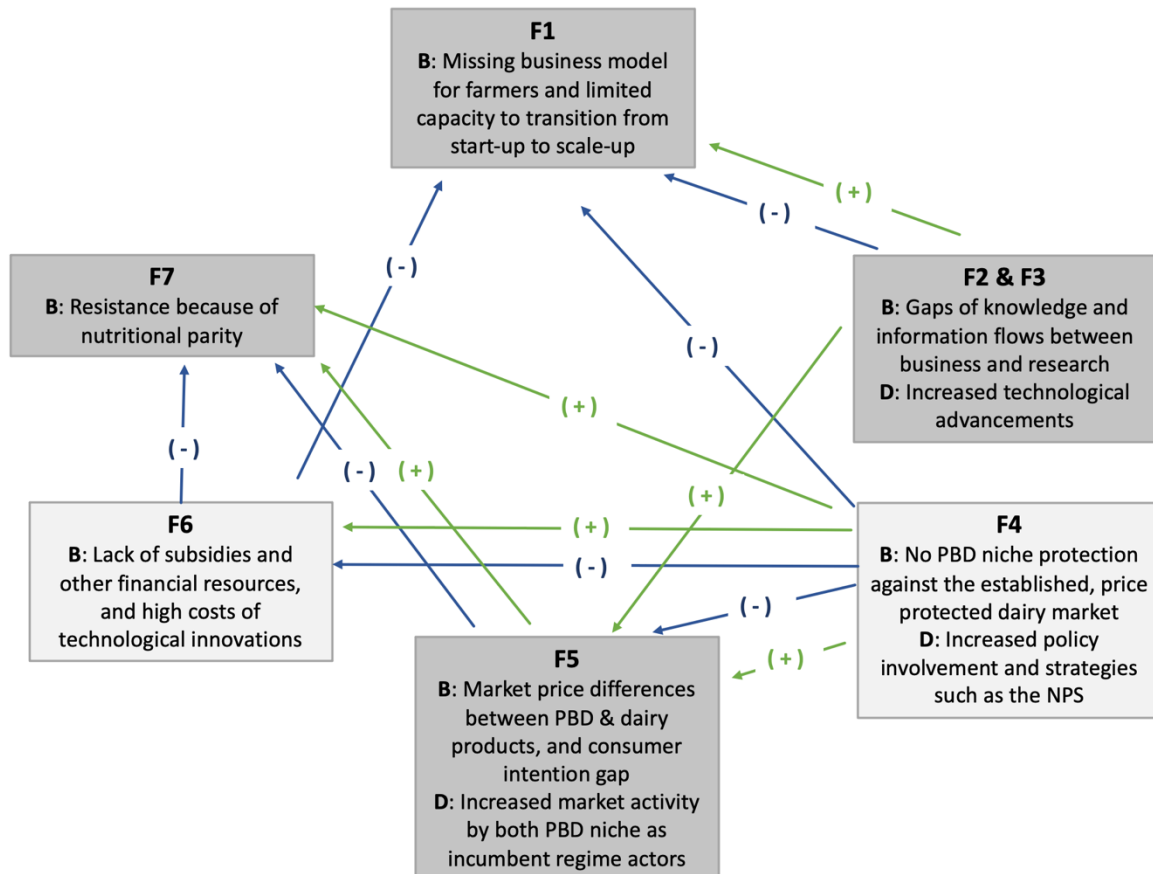 F1
B: Missing business model
for farmers and limited
capacity to transition from
start-up to scale-up
(+)
(-)
(-)
F7
B: Resistance because of
nutritional parity
F2 & F3
B: Gaps of knowledge and
information flows between
business and research
D: Increased technological
advancements
(-)
(+)
(-)
(-)
(+)
(+)
F6
B: Lack of subsidies and
other financial resources,
and high costs of
technological innovations
(+)
(-)
F4
B: No PBD niche protection
against the established, price
protected dairy market
D: Increased policy
involvement and strategies
such as the NPS
(-)
(+)
F5
B: Market price differences
between PBD & dairy
products, and consumer
intention gap
D: Increased market activity
by both PBD niche as
incumbent regime actors